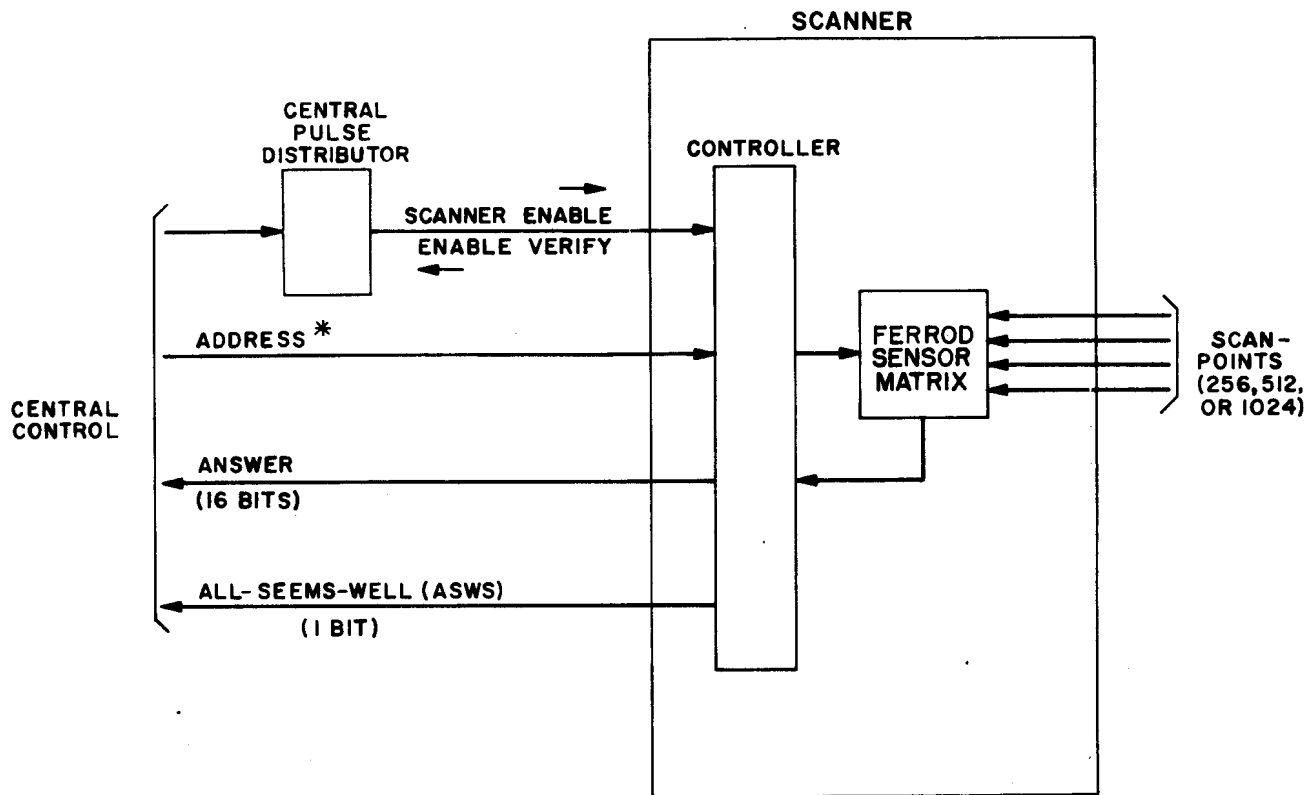 SCANNER
CENTRAL
PULSE
DISTRIBUTOR
CONTROLLER
SCANNER ENABLE
ENABLE VERIFY
ADDRESS *
FERROD
SENSOR
MATRIX
SCAN-
POINTS
(256, 512,
OR 1024)
CENTRAL
CONTROL
ANSWER
(16 BITS)
ALL-SEEMS-WELL (ASWS)
(1 BIT)